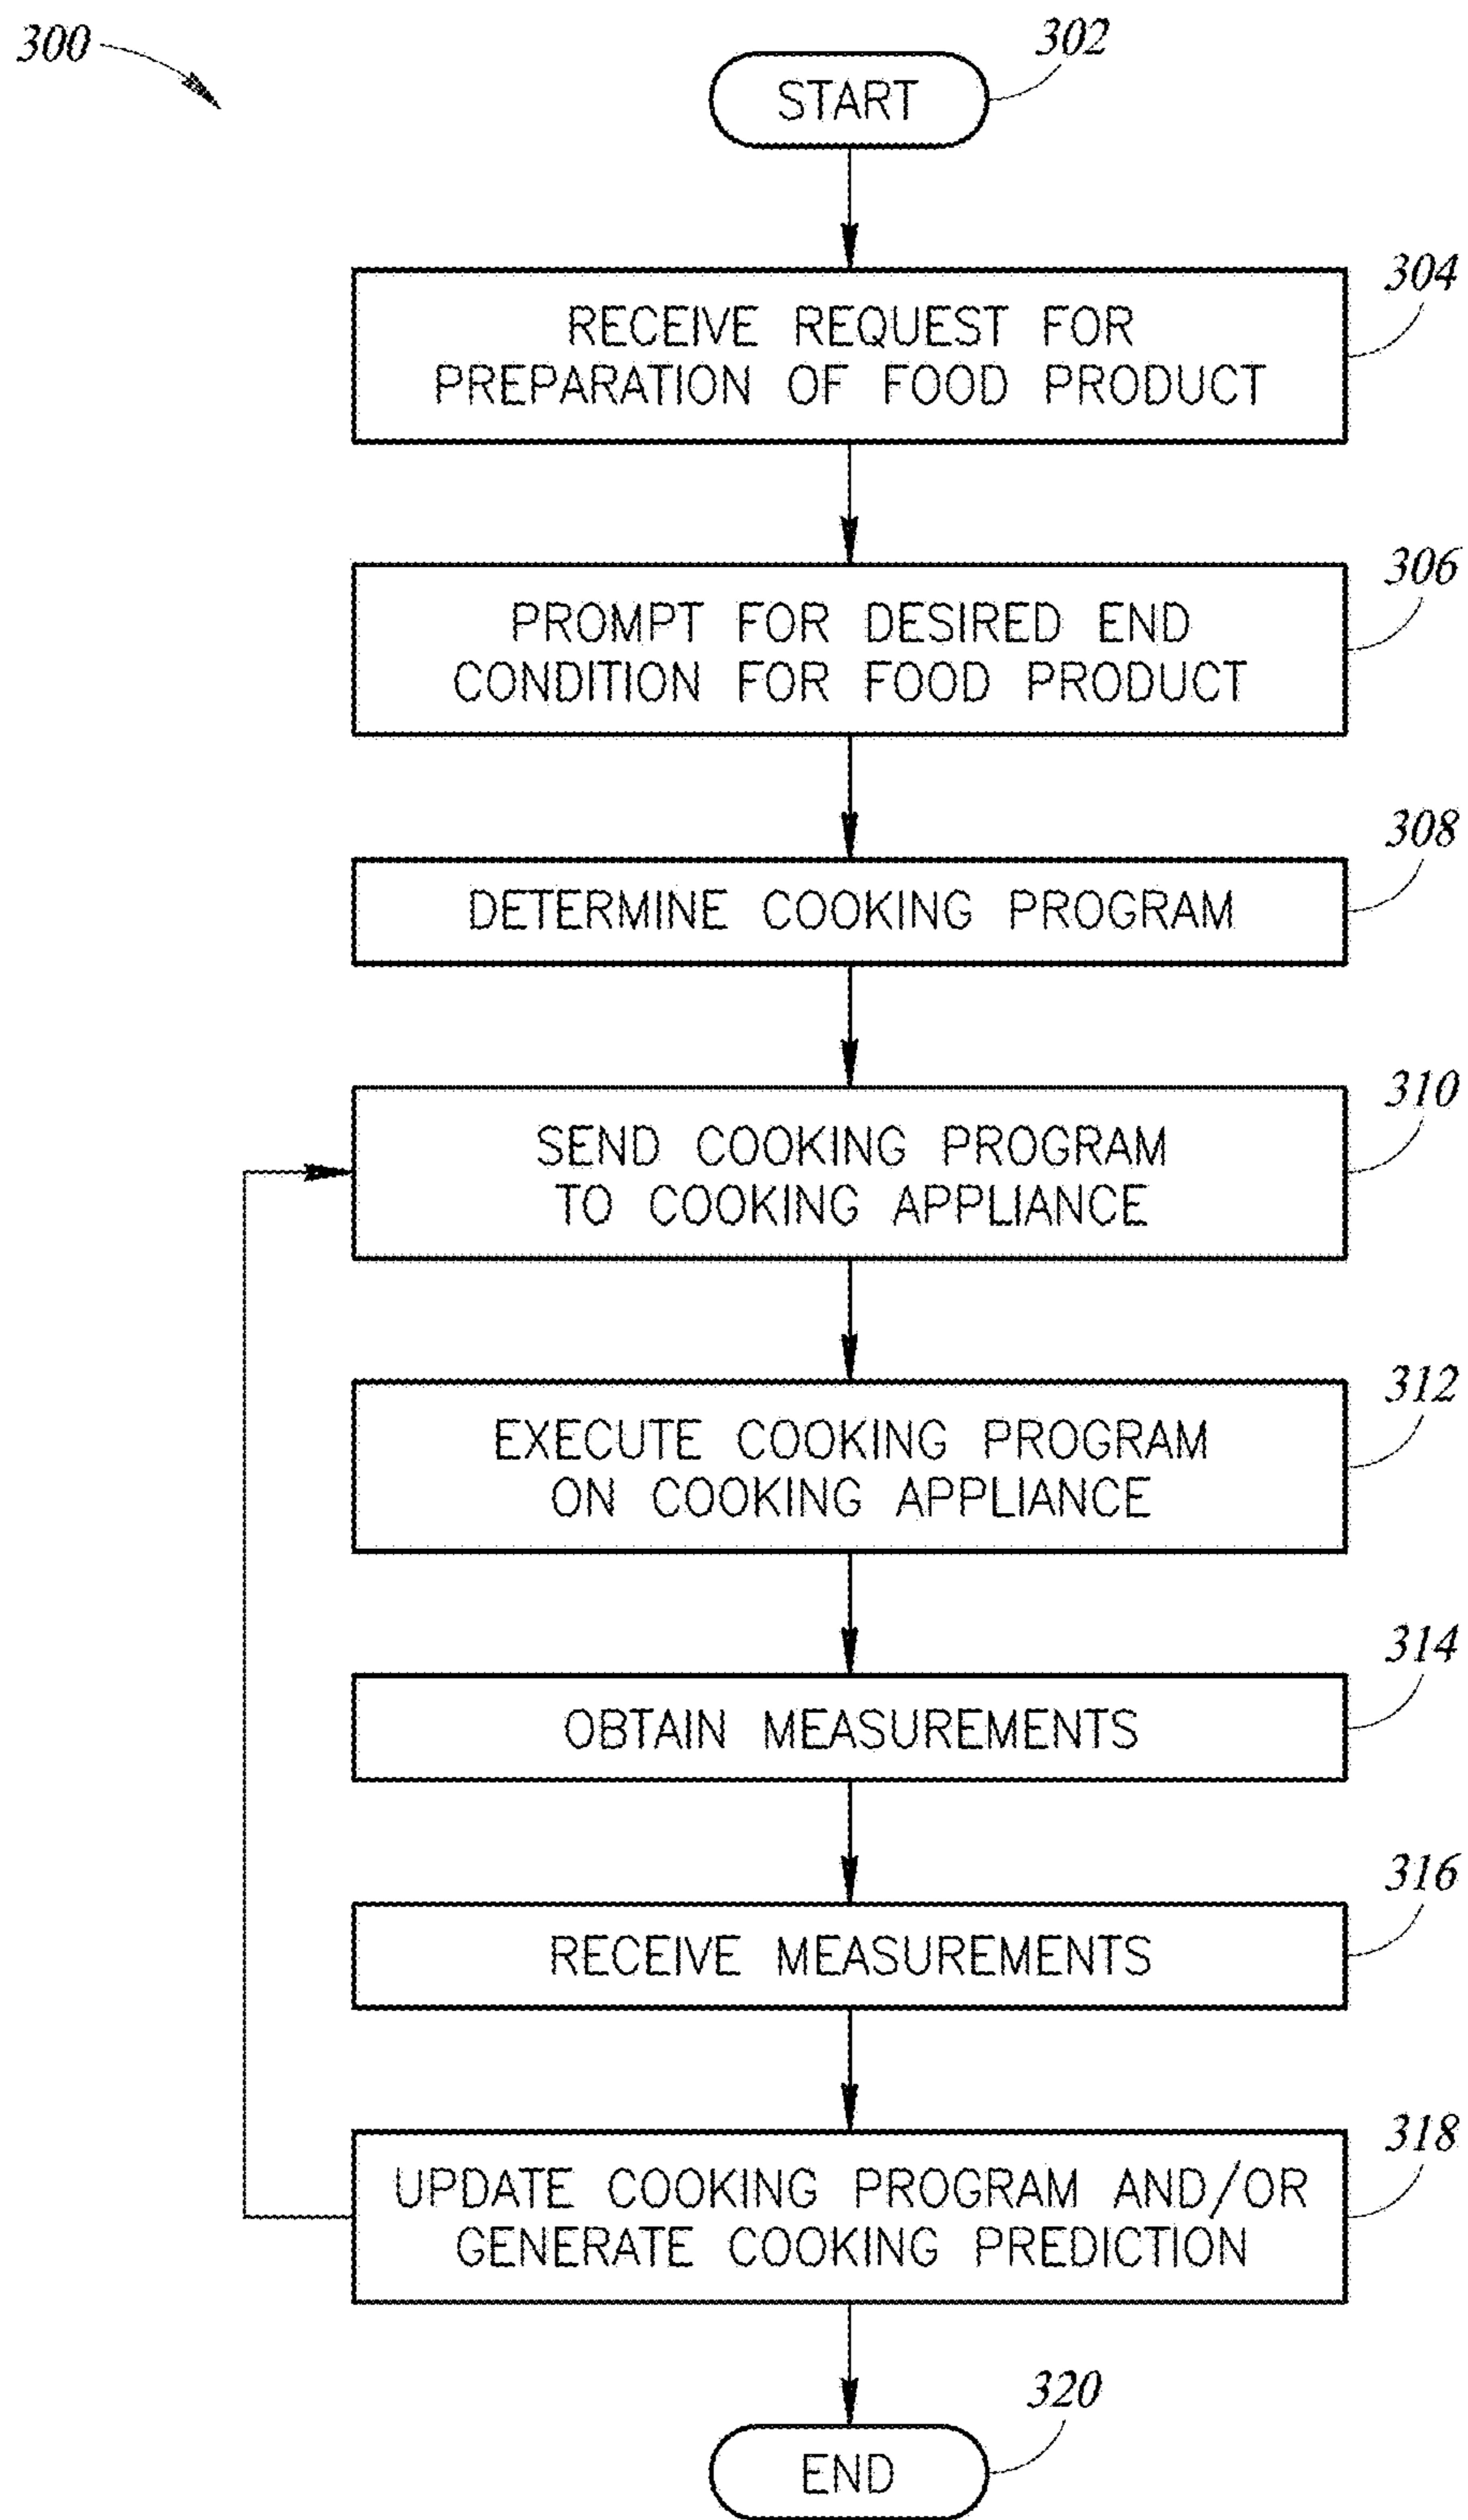 300
302
START
304
RECEIVE REQUEST FOR
PREPARATION OF FOOD PRODUCT
306
PROMPT FOR DESIRED END
CONDITION FOR FOOD PRODUCT
308
DETERMINE COOKING PROGRAM
310
SEND COOKING PROGRAM
TO COOKING APPLIANCE
312
EXECUTE COOKING PROGRAM
ON COOKING APPLIANCE
314
OBTAIN MEASUREMENTS
316
RECEIVE MEASUREMENTS
318
UPDATE COOKING PROGRAM AND/OR
GENERATE COOKING PREDICTION
320
END